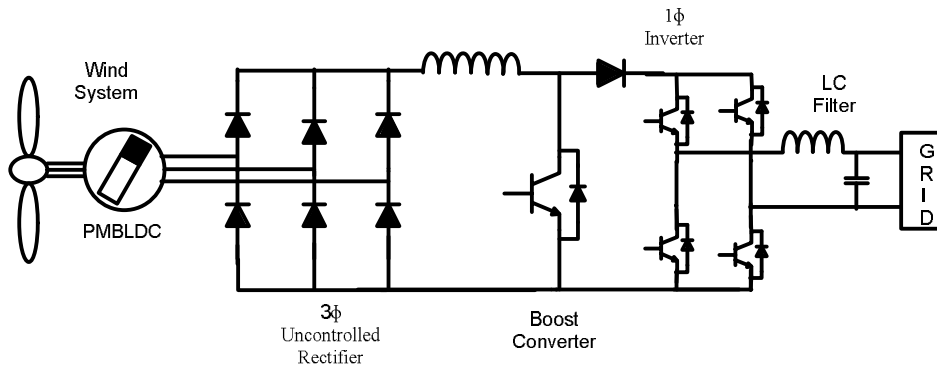 1ϕ
Inverter
Wind
System
LC
Filter
G
R
I
D
PMBLDC
3ϕ
Uncontrolled
Rectifier
Boost
Converter